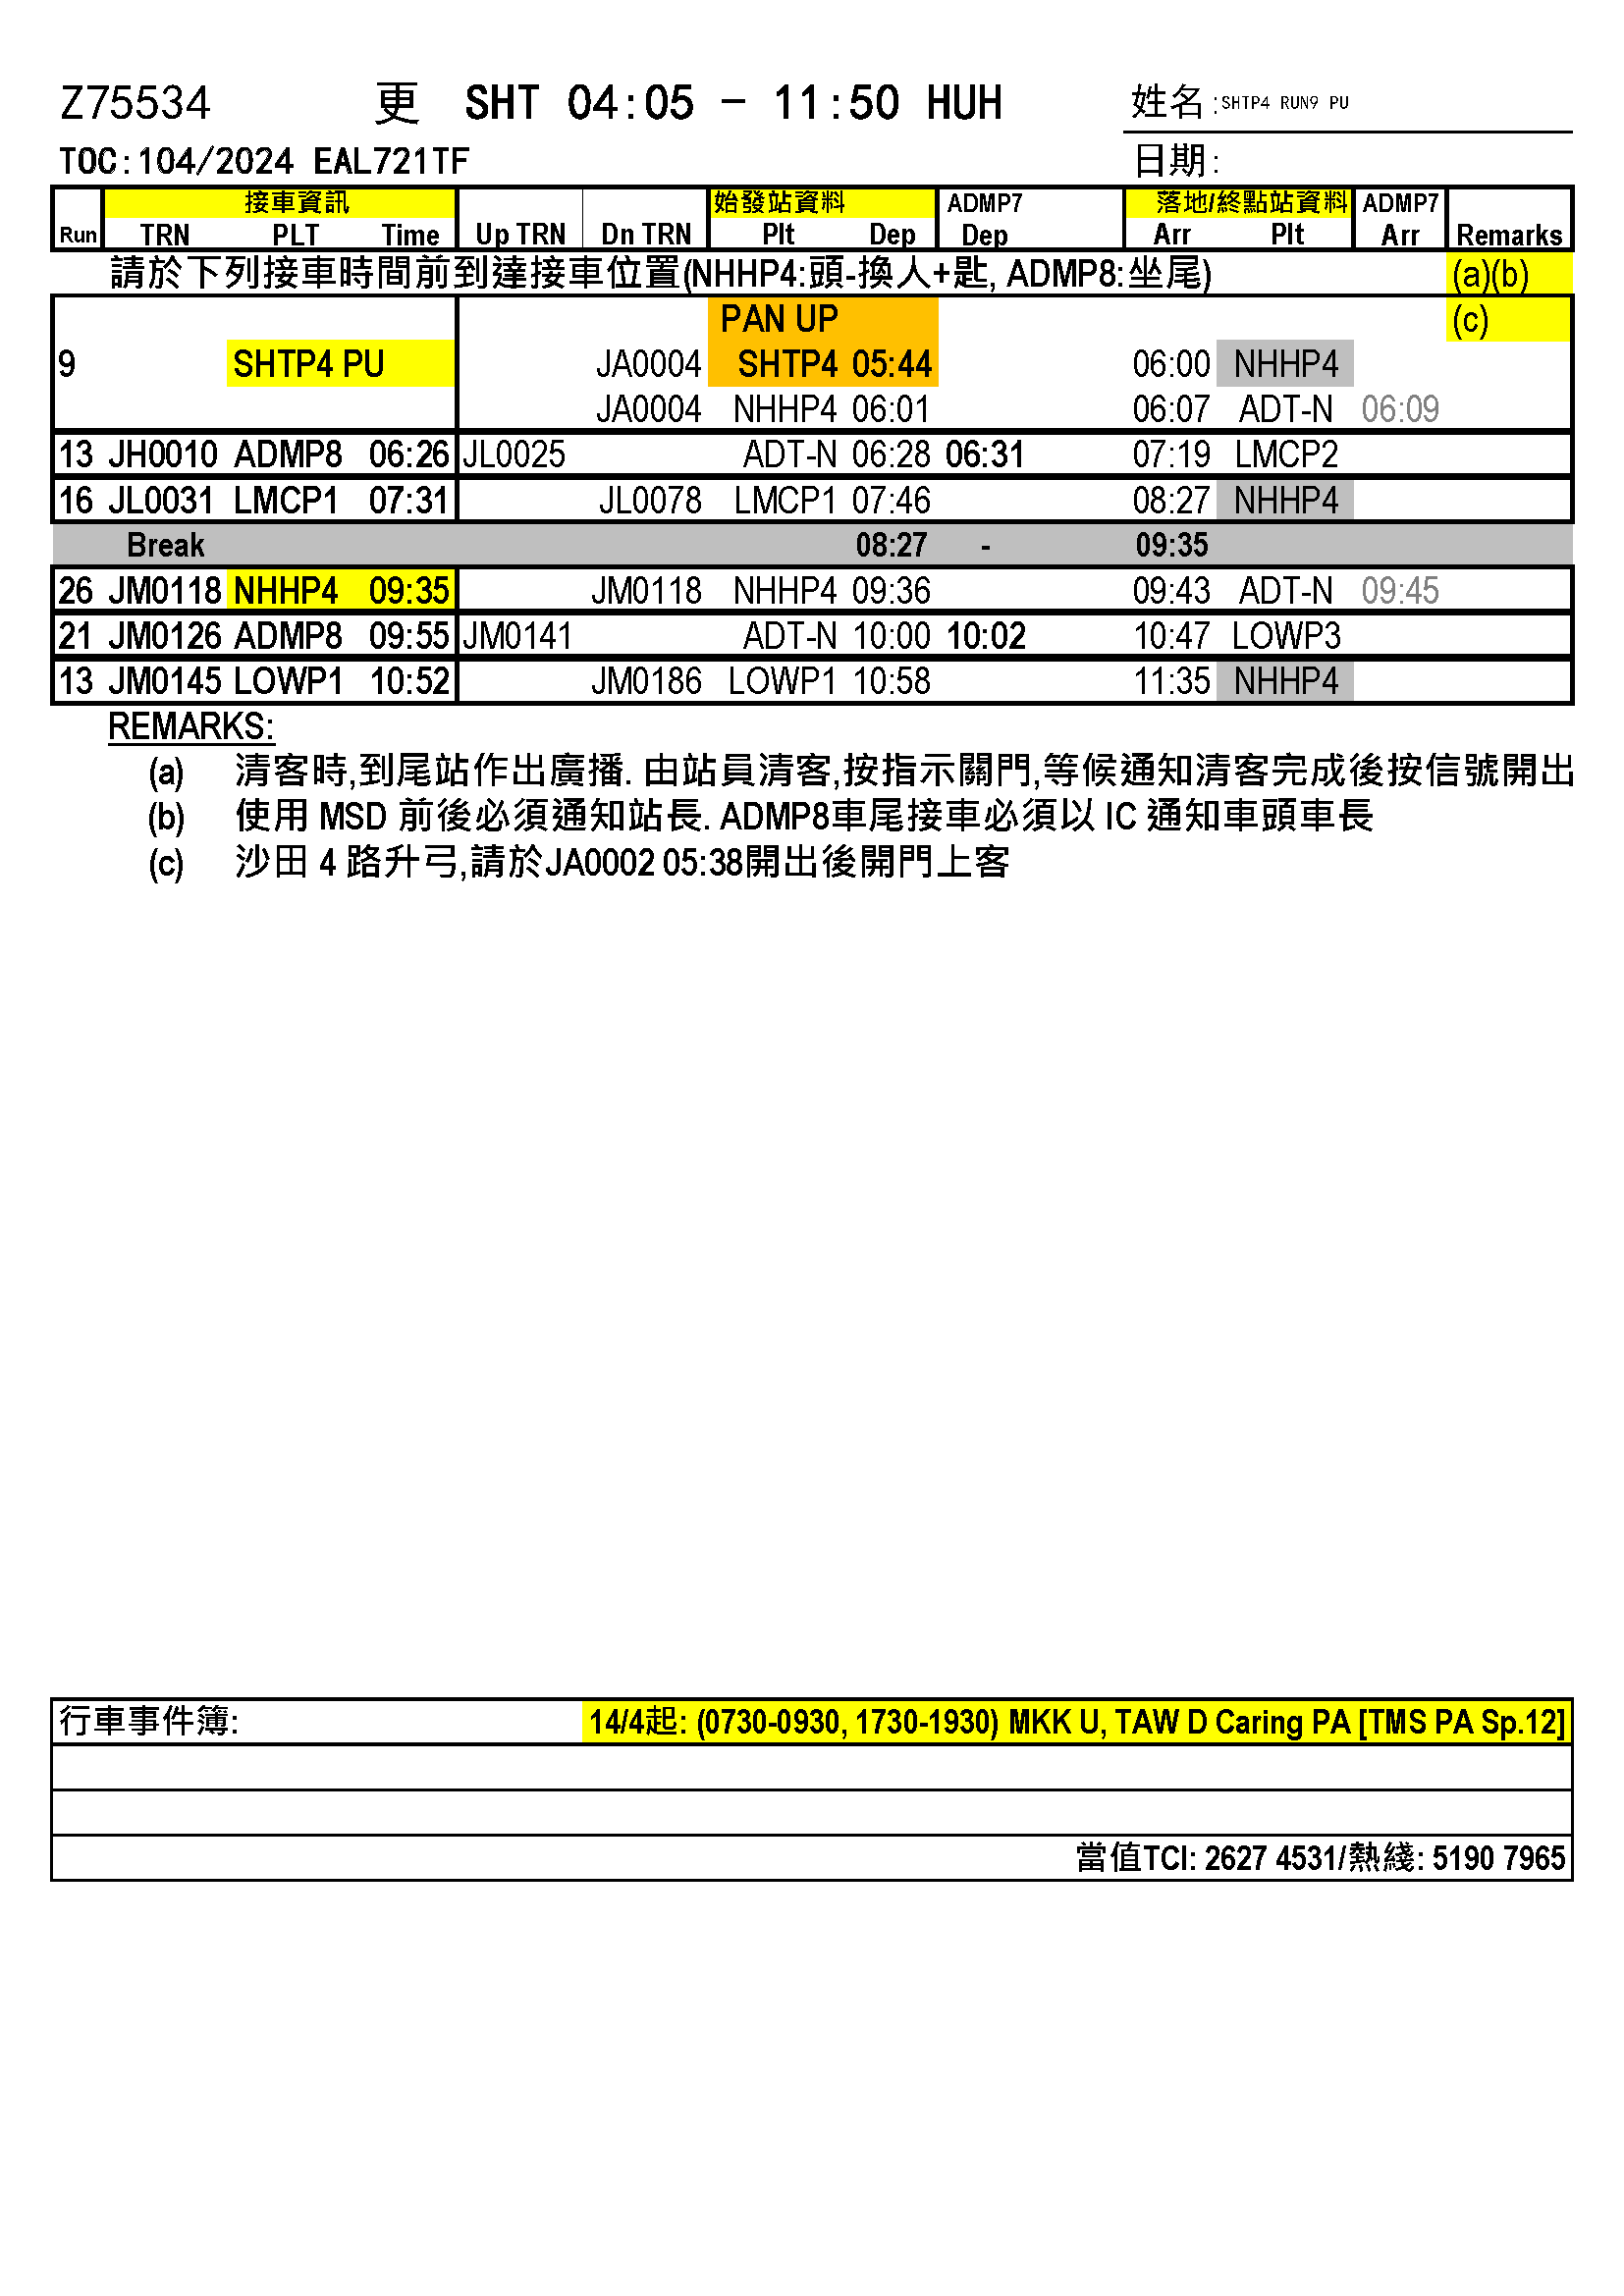 Z75534 更 SHT 04:05 - 11:50 HUH 姓名:SHTP4 RUN9 PU
TOC:104/2024 EAL721TF 日期:
接車資訊 始發站資料 ADMP7 落地/終點站資料 ADMP7
Run TRN PLT Time Up TRN Dn TRN Plt Dep Dep Arr Plt Arr Remarks
請於下列接車時間前到達接車位置(NHHP4:頭-換人+匙, ADMP8:坐尾) (a)(b)
PAN UP (c)
9 SHTP4 PU JA0004 SHTP4 05:44 06:00 NHHP4
JA0004 NHHP4 06:01 06:07 ADT-N 06:09
13 JH0010 ADMP8 06:26 JL0025 ADT-N 06:28 06:31 07:19 LMCP2
16 JL0031 LMCP1 07:31 JL0078 LMCP1 07:46 08:27 NHHP4
Break 08:27 - 09:35
26 JM0118 NHHP4 09:35 JM0118 NHHP4 09:36 09:43 ADT-N 09:45
21 JM0126 ADMP8 09:55 JM0141 ADT-N 10:00 10:02 10:47 LOWP3
13 JM0145 LOWP1 10:52 JM0186 LOWP1 10:58 11:35 NHHP4
REMARKS:
(a) 清客時,到尾站作出廣播. 由站員清客,按指示關門,等候通知清客完成後按信號開出
(b) 使用 MSD 前後必須通知站長. ADMP8車尾接車必須以 IC 通知車頭車長
(c) 沙田 4 路升弓,請於JA0002 05:38開出後開門上客
行車事件簿: 14/4起: (0730-0930, 1730-1930) MKK U, TAW D Caring PA [TMS PA Sp.12]
當值TCI: 2627 4531/熱綫: 5190 7965